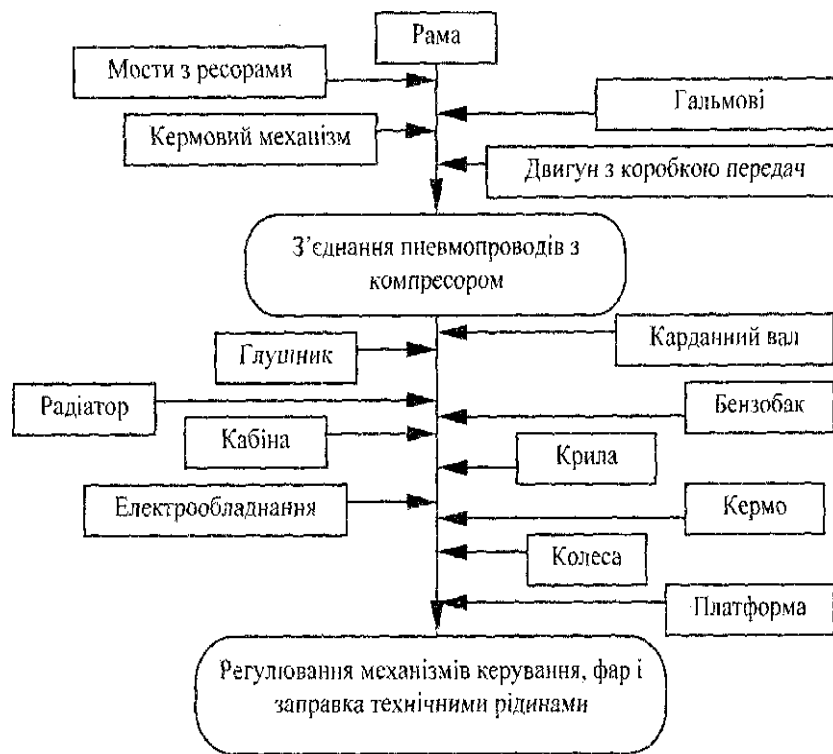 Рама
Мости з ресорами
Гальмові
Кермовий механізм
Двигун з коробкою передач
З’єднання пневмопроводів з
компресором
Карданний вал
Глушник
Радіатор
Бензобак
Кабіна
Крила
Електрообладнання
Кермо
Колеса
Платформа
Регулювання механізмів керування, фар і
заправка технічними рідинами